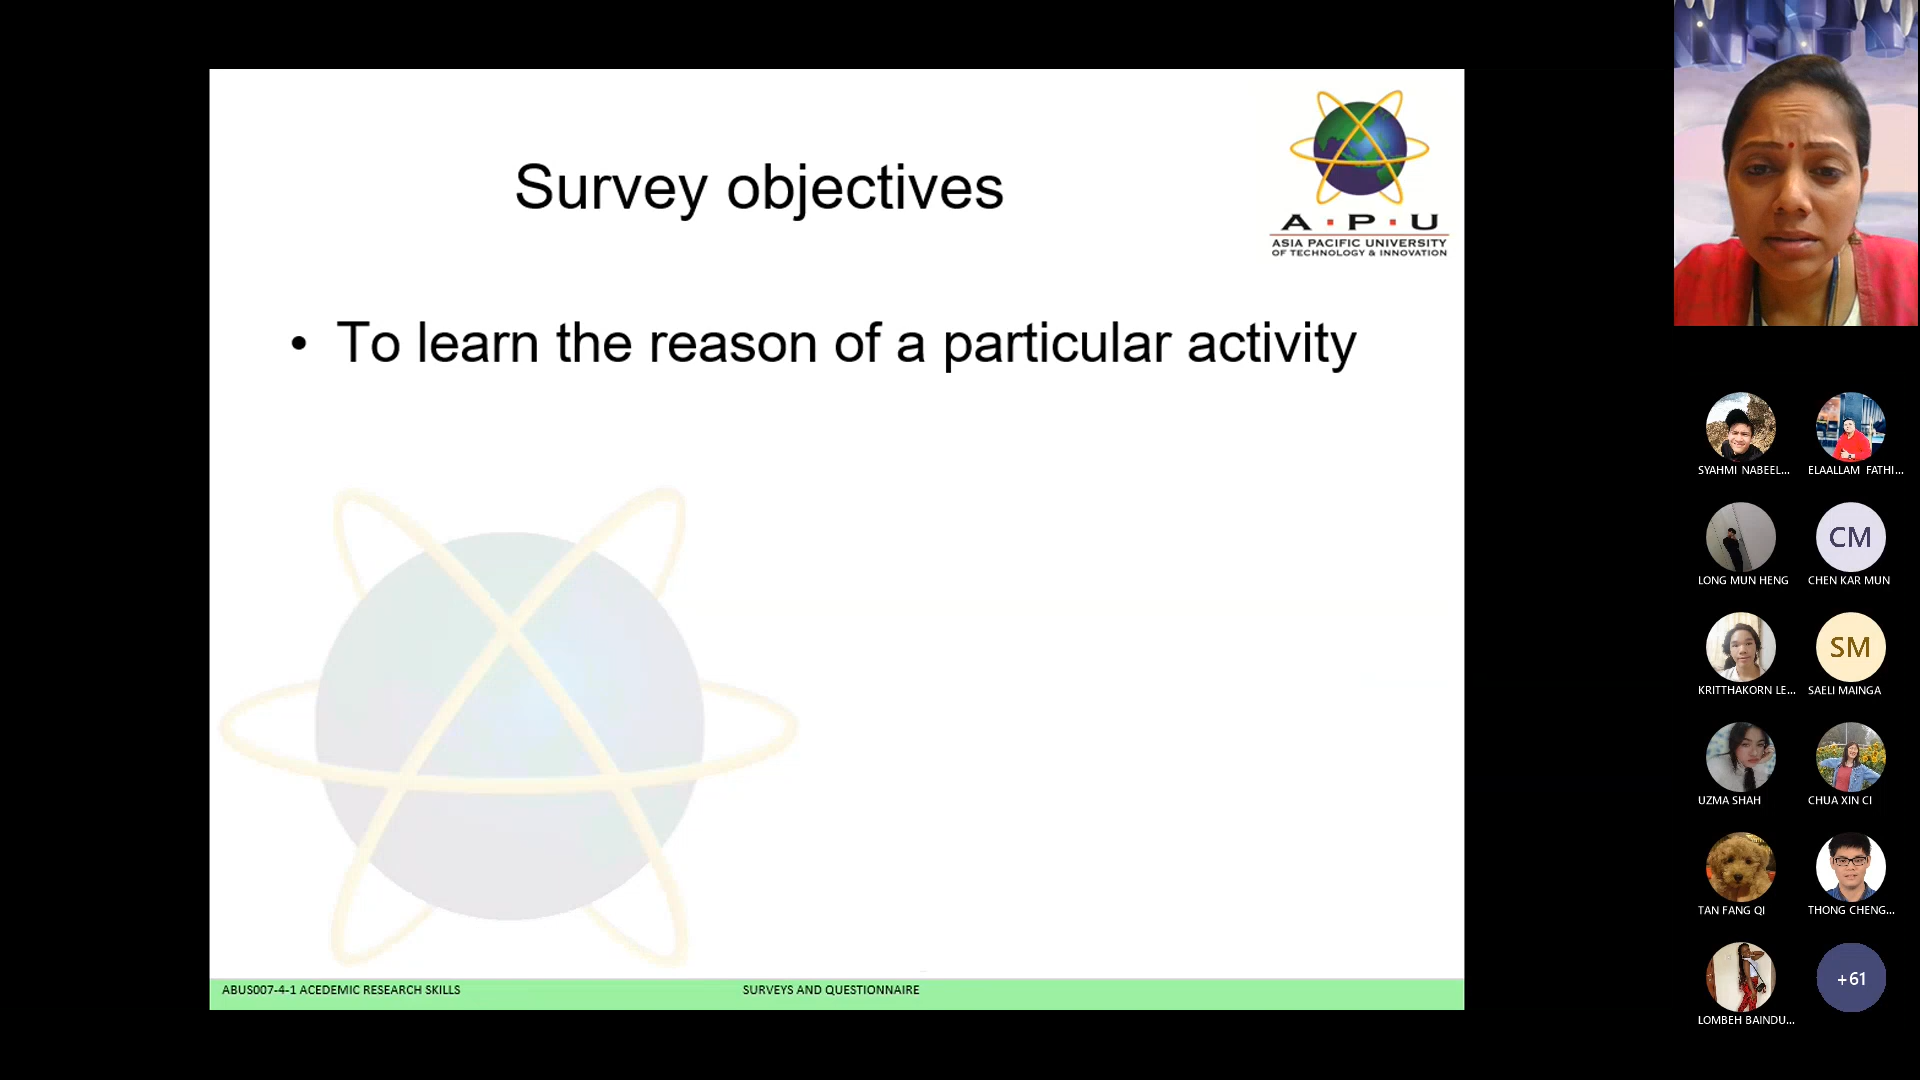 Survey objectives
A·P·U
ASIA PACIFIC UNIVERSITY
OF TECHNOLOGY & INNOVATION
• To learn the reason of a particular activity
ABUS007-4-1 ACEDEMIC RESEARCH SKILLS
SURVEYS AND QUESTIONNAIRE
SYAHMI NABEEL...
ELAALLAM FATHI...
LONG MUN HENG
CM
CHEN KAR MUN
KRITTHAKORN LE...
SM
SAELI MAINGA
UZMA SHAH
CHUA XIN CI
TAN FANG QI
THONG CHENG...
LOMBEH BAINDU...
+61